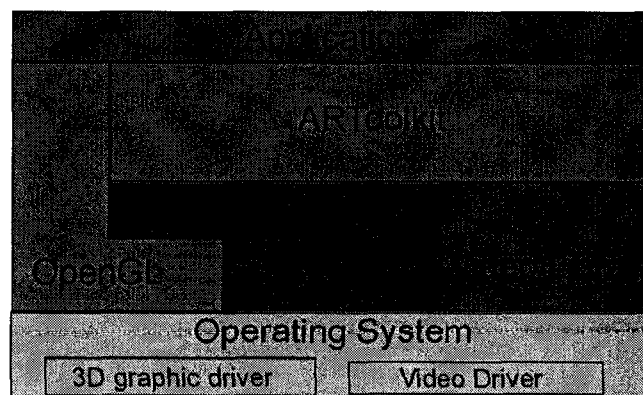 Application
ARToolkit
OpenGL
Operating System
3D graphic driver
Video Driver